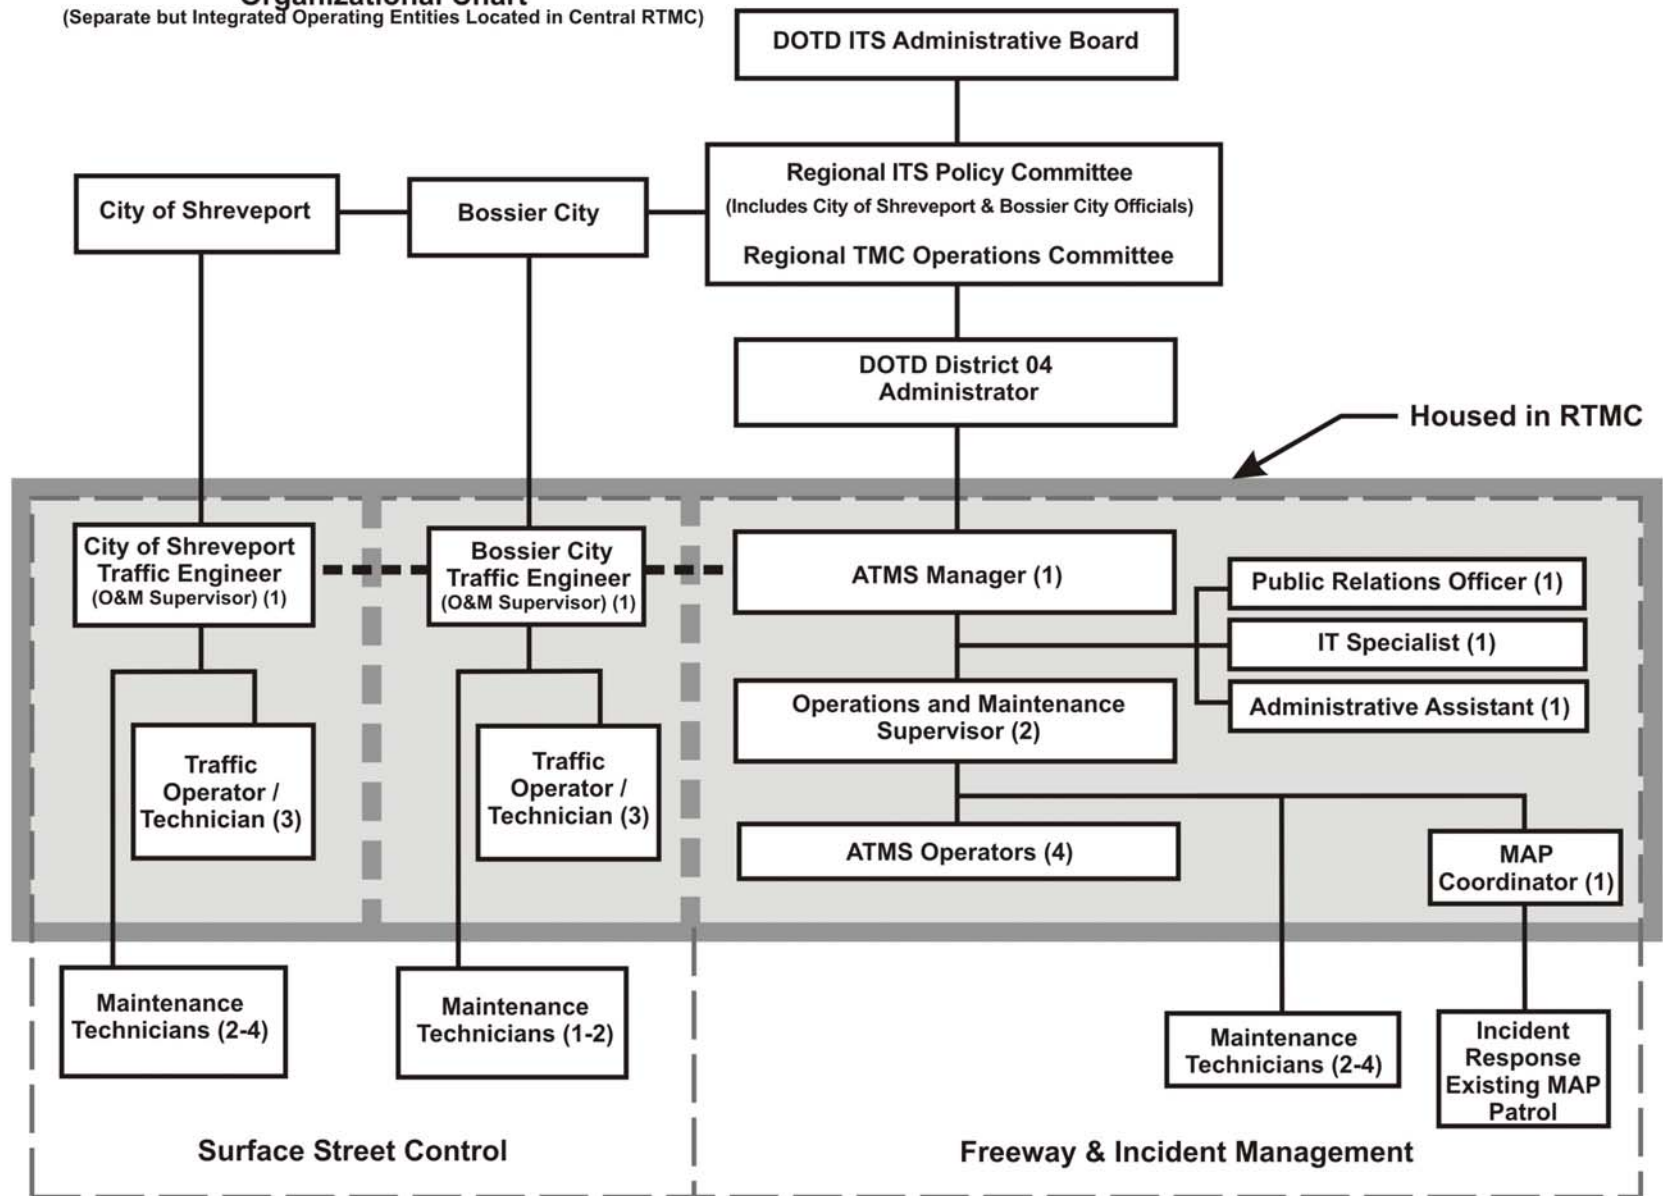 Organizational Chart
(Separate but Integrated Operating Entities Located in Central RTMC)
DOTD ITS Administrative Board
Regional ITS Policy Committee
(Includes City of Shreveport & Bossier City Officials)
Regional TMC Operations Committee
City of Shreveport
Bossier City
DOTD District 04
Administrator
Housed in RTMC
City of Shreveport
Traffic Engineer
(O&M Supervisor) (1)
Bossier City
Traffic Engineer
(O&M Supervisor) (1)
ATMS Manager (1)
Public Relations Officer (1)
IT Specialist (1)
Administrative Assistant (1)
Operations and Maintenance
Supervisor (2)
Traffic
Operator /
Technician (3)
Traffic
Operator /
Technician (3)
ATMS Operators (4)
MAP
Coordinator (1)
Maintenance
Technicians (2-4)
Maintenance
Technicians (1-2)
Maintenance
Technicians (2-4)
Incident
Response
Existing MAP
Patrol
Surface Street Control
Freeway & Incident Management